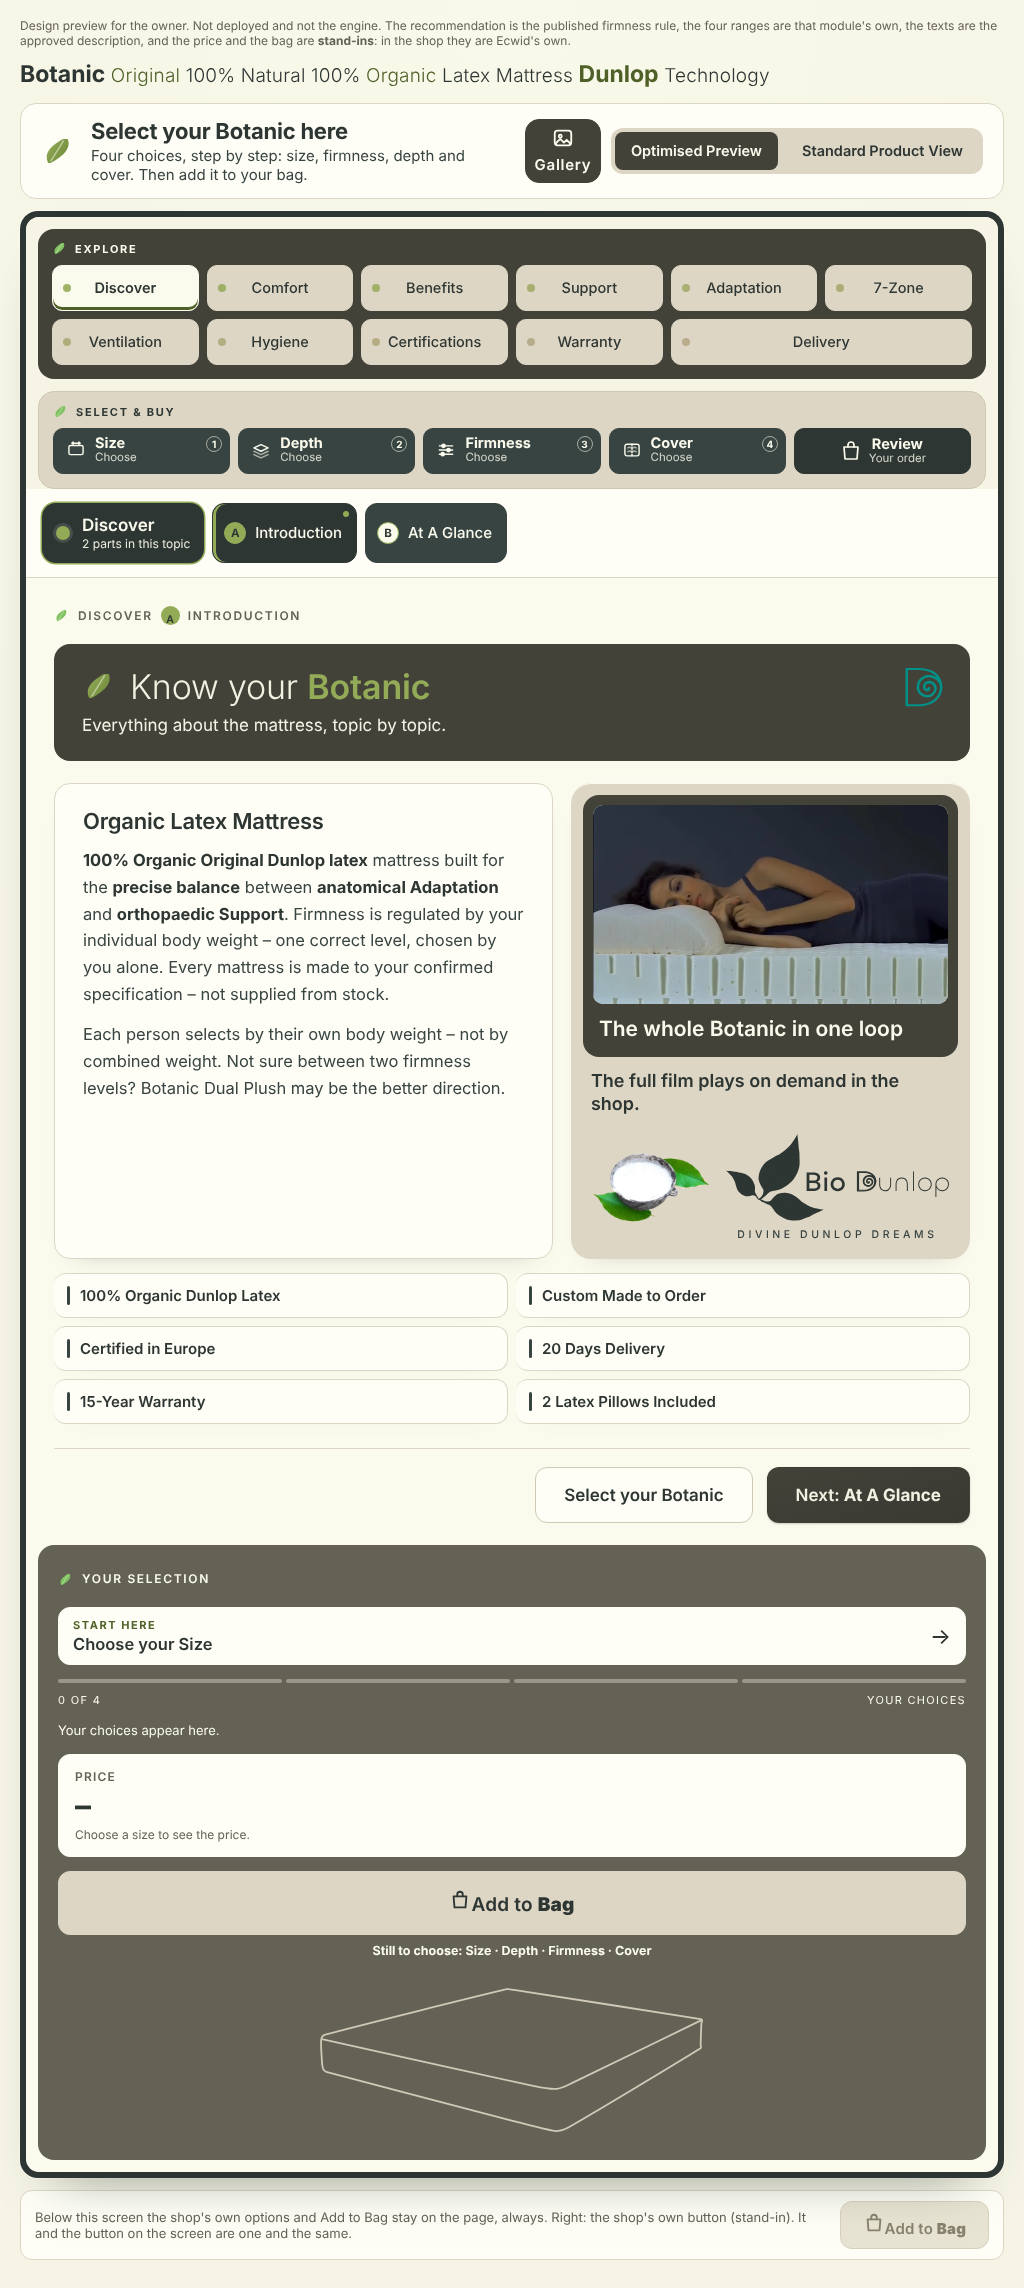 Design preview for the owner. Not deployed and not the engine. The recommendation is the published firmness rule, the four ranges are that module's own, the texts are the
approved description, and the price and the bag are stand-ins: in the shop they are Ecwid's own.
Botanic Original 100% Natural 100% Organic Latex Mattress Dunlop Technology
Select your Botanic here
Four choices, step by step: size, firmness, depth and
cover. Then add it to your bag.
Gallery
Optimised Preview
Standard Product View
EXPLORE
Discover
Comfort
Benefits
Support
Adaptation
7-Zone
Ventilation
Hygiene
Certifications
Warranty
Delivery
SELECT & BUY
Size
Choose
1
Depth
Choose
2
Firmness
Choose
3
Cover
Choose
4
Review
Your order
Discover
2 parts in this topic
A Introduction
B At A Glance
DISCOVER A INTRODUCTION
Know your Botanic
Everything about the mattress, topic by topic.
Organic Latex Mattress
100% Organic Original Dunlop latex mattress built for
the precise balance between anatomical Adaptation
and orthopaedic Support. Firmness is regulated by your
individual body weight – one correct level, chosen by
you alone. Every mattress is made to your confirmed
specification – not supplied from stock.
Each person selects by their own body weight – not by
combined weight. Not sure between two firmness
levels? Botanic Dual Plush may be the better direction.
The whole Botanic in one loop
The full film plays on demand in the
shop.
Bio Dunlop
DIVINE DUNLOP DREAMS
100% Organic Dunlop Latex
Custom Made to Order
Certified in Europe
20 Days Delivery
15-Year Warranty
2 Latex Pillows Included
Select your Botanic
Next: At A Glance
YOUR SELECTION
START HERE
Choose your Size
0 OF 4
YOUR CHOICES
Your choices appear here.
PRICE
–
Choose a size to see the price.
Add to Bag
Still to choose: Size · Depth · Firmness · Cover
Below this screen the shop's own options and Add to Bag stay on the page, always. Right: the shop's own button (stand-in). It
and the button on the screen are one and the same.
Add to Bag